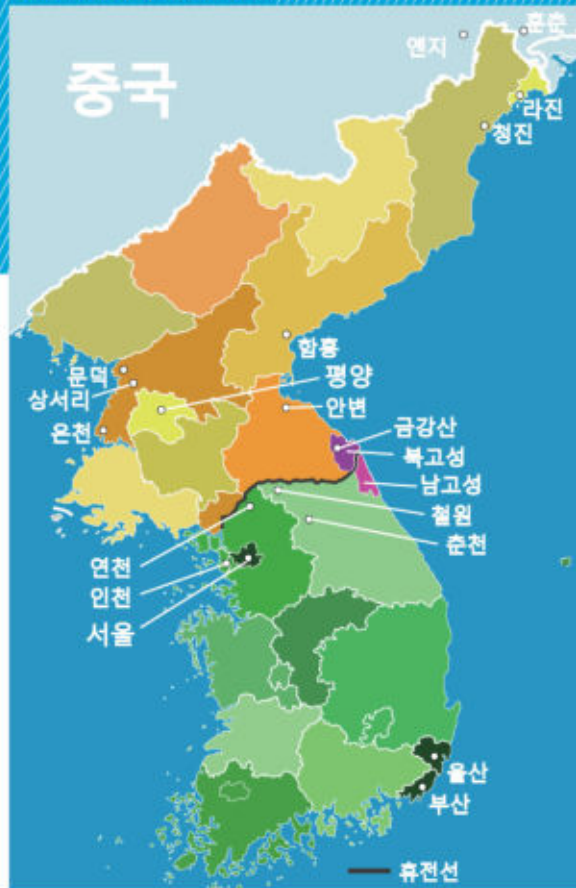 훈춘
옌지
중국
라진
청진
함흥
문덕
평양
상서리
안변
온천
금강산
북고성
남고성
철원
춘천
연천
인천
서울
울산
부산
휴전선